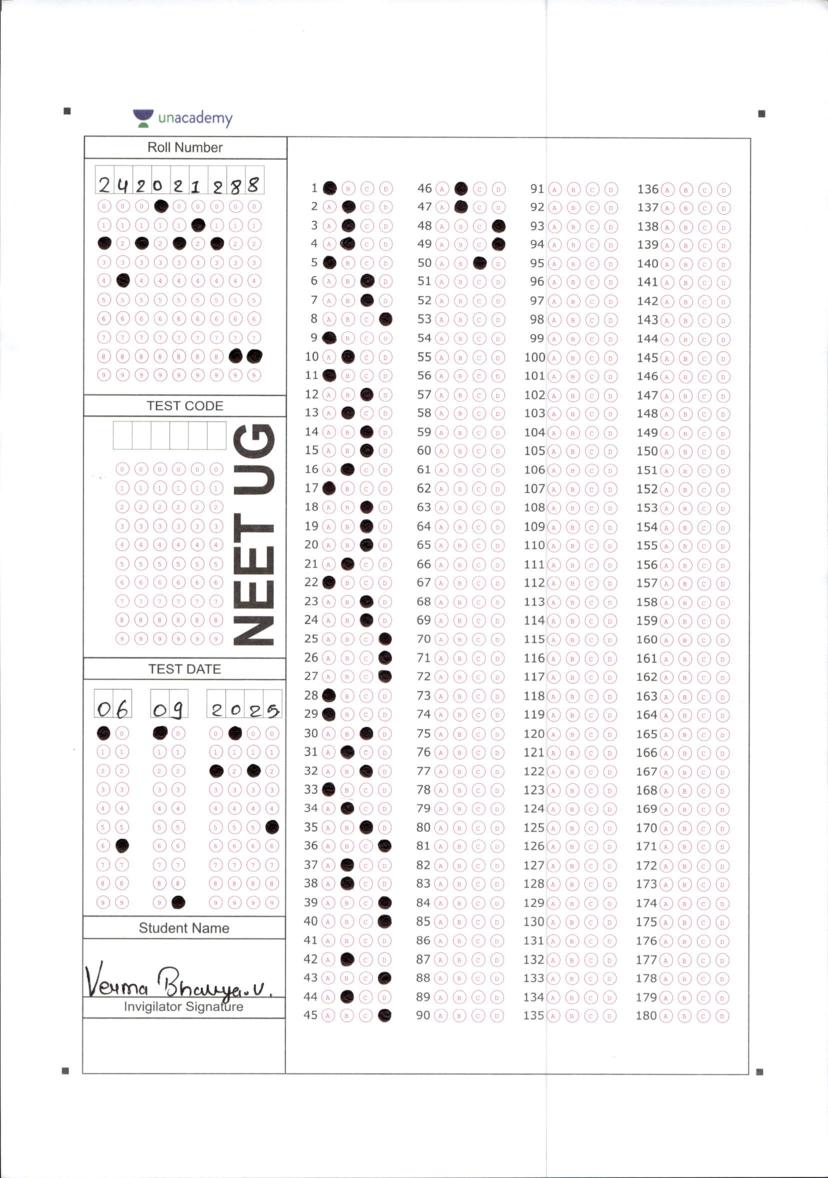 unacademy
Roll Number
2 4 2 0 2 1 2 8 8
TEST CODE
NEET UG
TEST DATE
06 09 2025
Student Name
Verma Bhavya.V.
Invigilator Signature
1 A B C D 46 A B C D 91 A B C D 136 A B C D
2 A B C D 47 A B C D 92 A B C D 137 A B C D
3 A B C D 48 A B C D 93 A B C D 138 A B C D
4 A B C D 49 A B C D 94 A B C D 139 A B C D
5 A B C D 50 A B C D 95 A B C D 140 A B C D
6 A B C D 51 A B C D 96 A B C D 141 A B C D
7 A B C D 52 A B C D 97 A B C D 142 A B C D
8 A B C D 53 A B C D 98 A B C D 143 A B C D
9 A B C D 54 A B C D 99 A B C D 144 A B C D
10 A B C D 55 A B C D 100 A B C D 145 A B C D
11 A B C D 56 A B C D 101 A B C D 146 A B C D
12 A B C D 57 A B C D 102 A B C D 147 A B C D
13 A B C D 58 A B C D 103 A B C D 148 A B C D
14 A B C D 59 A B C D 104 A B C D 149 A B C D
15 A B C D 60 A B C D 105 A B C D 150 A B C D
16 A B C D 61 A B C D 106 A B C D 151 A B C D
17 A B C D 62 A B C D 107 A B C D 152 A B C D
18 A B C D 63 A B C D 108 A B C D 153 A B C D
19 A B C D 64 A B C D 109 A B C D 154 A B C D
20 A B C D 65 A B C D 110 A B C D 155 A B C D
21 A B C D 66 A B C D 111 A B C D 156 A B C D
22 A B C D 67 A B C D 112 A B C D 157 A B C D
23 A B C D 68 A B C D 113 A B C D 158 A B C D
24 A B C D 69 A B C D 114 A B C D 159 A B C D
25 A B C D 70 A B C D 115 A B C D 160 A B C D
26 A B C D 71 A B C D 116 A B C D 161 A B C D
27 A B C D 72 A B C D 117 A B C D 162 A B C D
28 A B C D 73 A B C D 118 A B C D 163 A B C D
29 A B C D 74 A B C D 119 A B C D 164 A B C D
30 A B C D 75 A B C D 120 A B C D 165 A B C D
31 A B C D 76 A B C D 121 A B C D 166 A B C D
32 A B C D 77 A B C D 122 A B C D 167 A B C D
33 A B C D 78 A B C D 123 A B C D 168 A B C D
34 A B C D 79 A B C D 124 A B C D 169 A B C D
35 A B C D 80 A B C D 125 A B C D 170 A B C D
36 A B C D 81 A B C D 126 A B C D 171 A B C D
37 A B C D 82 A B C D 127 A B C D 172 A B C D
38 A B C D 83 A B C D 128 A B C D 173 A B C D
39 A B C D 84 A B C D 129 A B C D 174 A B C D
40 A B C D 85 A B C D 130 A B C D 175 A B C D
41 A B C D 86 A B C D 131 A B C D 176 A B C D
42 A B C D 87 A B C D 132 A B C D 177 A B C D
43 A B C D 88 A B C D 133 A B C D 178 A B C D
44 A B C D 89 A B C D 134 A B C D 179 A B C D
45 A B C D 90 A B C D 135 A B C D 180 A B C D